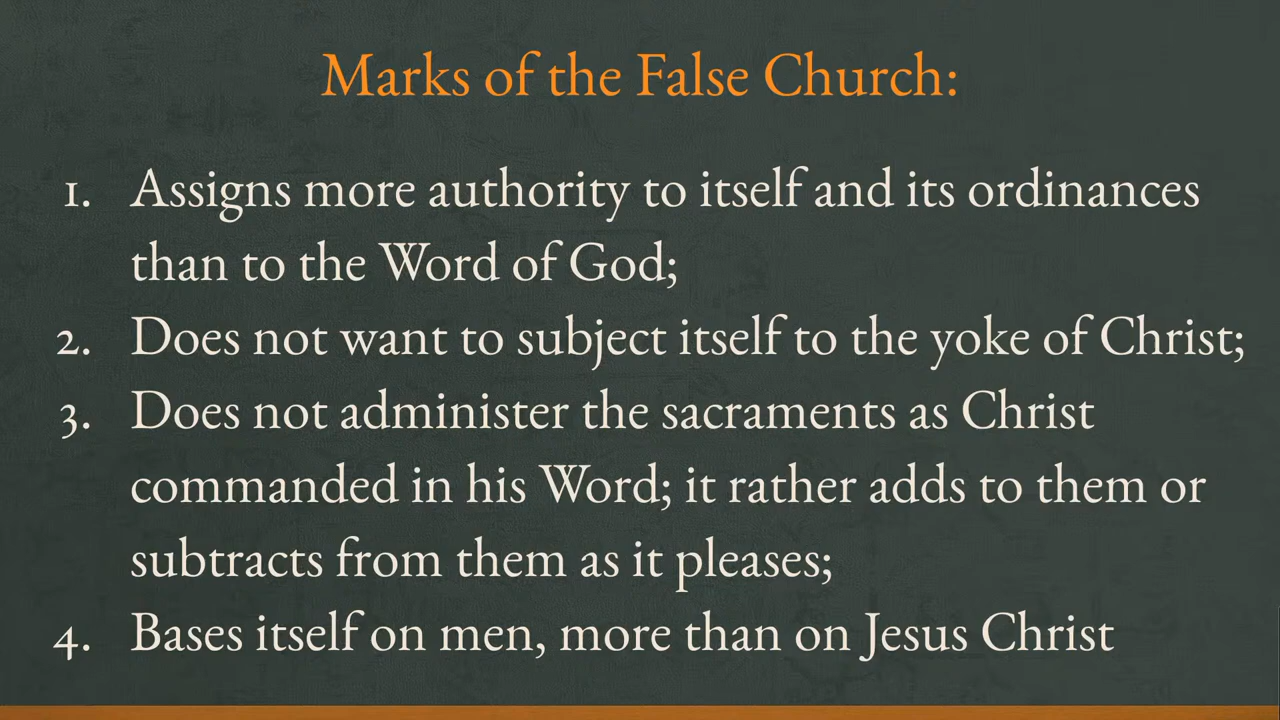 Marks of the False Church:
1. Assigns more authority to itself and its ordinances
than to the Word of God;
2. Does not want to subject itself to the yoke of Christ;
3. Does not administer the sacraments as Christ
commanded in his Word; it rather adds to them or
subtracts from them as it pleases;
4. Bases itself on men, more than on Jesus Christ